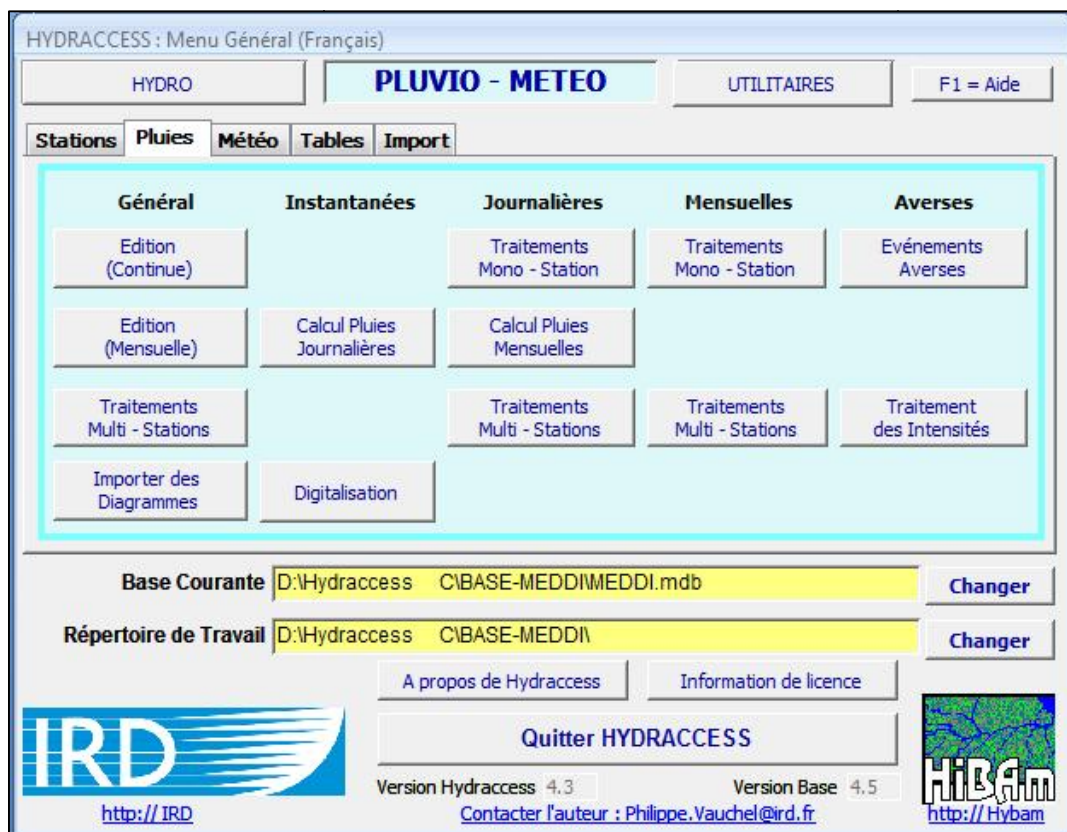 HYDRACCESS : Menu Général (Français)
HYDRO PLUVIO - METEO UTILITAIRES F1 = Aide
Stations Pluies Météo Tables Import
Général Instantanées Journalières Mensuelles Averses
Edition (Continue)
Traitements Mono - Station
Traitements Mono - Station
Evénements Averses
Edition (Mensuelle)
Calcul Pluies Journalières
Calcul Pluies Mensuelles
Traitements Multi - Stations
Traitements Multi - Stations
Traitements Multi - Stations
Traitement des Intensités
Importer des Diagrammes
Digitalisation
Base Courante D:\Hydraccess C\BASE-MEDDI\MEDDI.mdb Changer
Répertoire de Travail D:\Hydraccess C\BASE-MEDDI\ Changer
A propos de Hydraccess Information de licence
IRD
Quitter HYDRACCESS
HiBAm
Version Hydraccess 4.3 Version Base 4.5
http:// IRD Contacter l'auteur : Philippe.Vauchel@ird.fr http:// Hybam